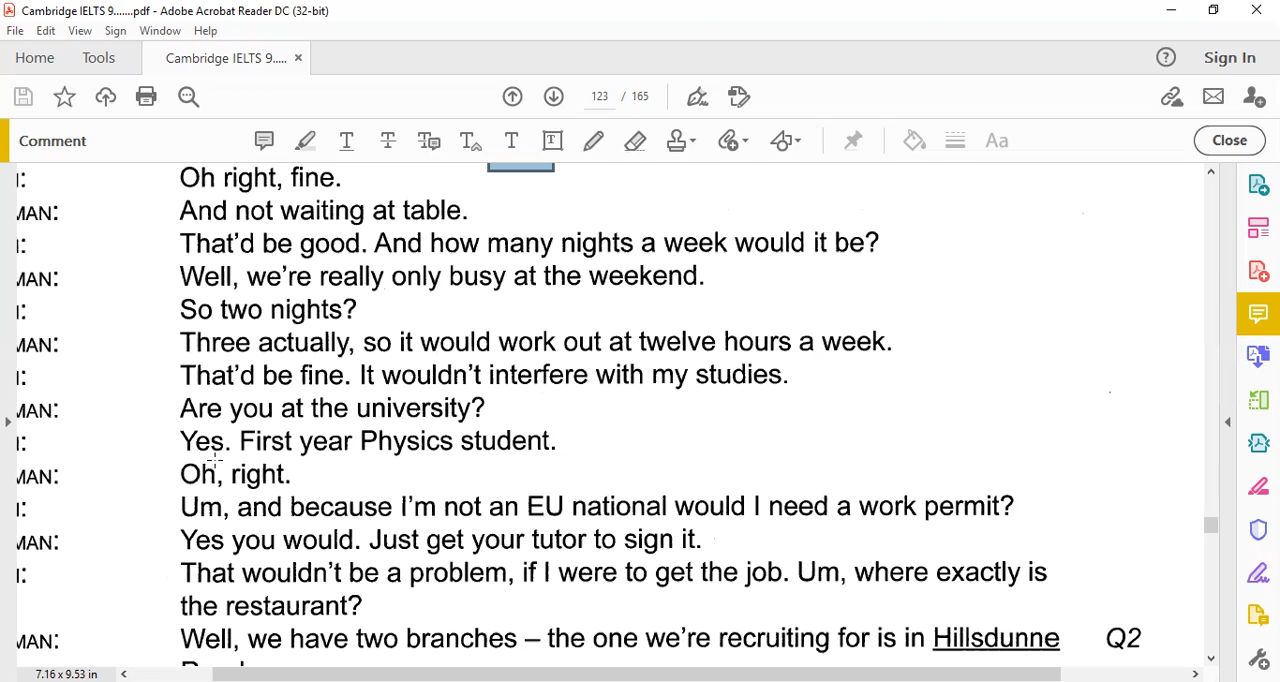 Cambridge IELTS 9.......pdf - Adobe Acrobat Reader DC (32-bit)
File Edit View Sign Window Help
Home Tools Cambridge IELTS 9..... × Sign In
123 / 165
Comment Close
Oh right, fine.
MAN: And not waiting at table.
That'd be good. And how many nights a week would it be?
MAN: Well, we're really only busy at the weekend.
So two nights?
MAN: Three actually, so it would work out at twelve hours a week.
That'd be fine. It wouldn't interfere with my studies.
MAN: Are you at the university?
Yes. First year Physics student.
MAN: Oh, right.
Um, and because I'm not an EU national would I need a work permit?
MAN: Yes you would. Just get your tutor to sign it.
That wouldn't be a problem, if I were to get the job. Um, where exactly is
the restaurant?
MAN: Well, we have two branches – the one we're recruiting for is in Hillsdunne Q2
7.16 x 9.53 in